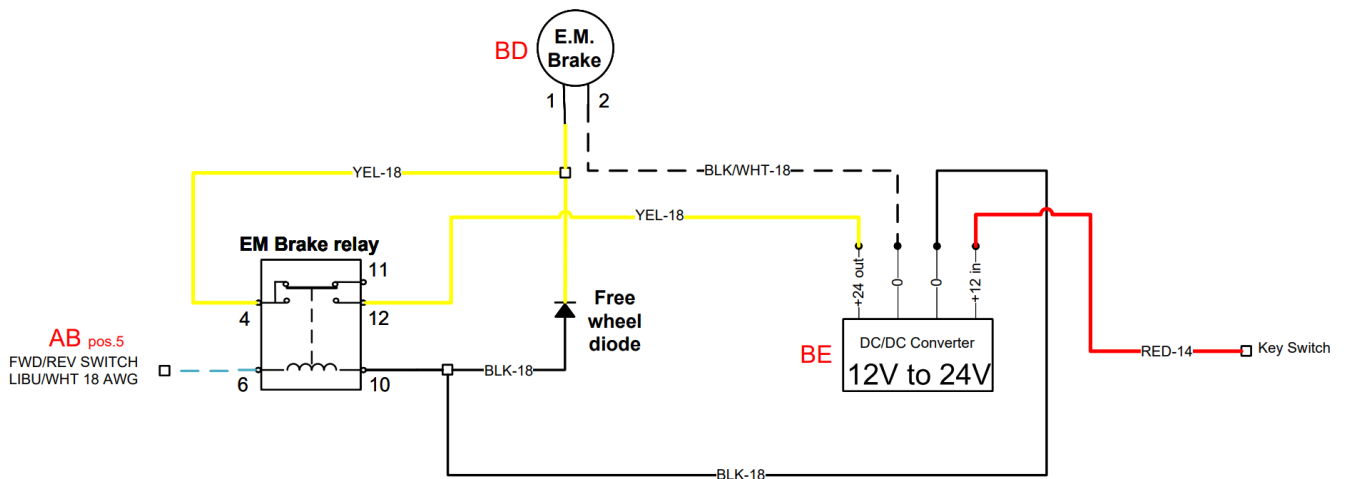 E.M.
Brake
BD
1
2
YEL-18
BLK/WHT-18
YEL-18
EM Brake relay
11
4
12
+24 out
0
0
+12 in
Free
wheel
diode
AB pos.5
FWD/REV SWITCH
LIBU/WHT 18 AWG
6
10
BLK-18
BE
DC/DC Converter
12V to 24V
RED-14
Key Switch
BLK-18